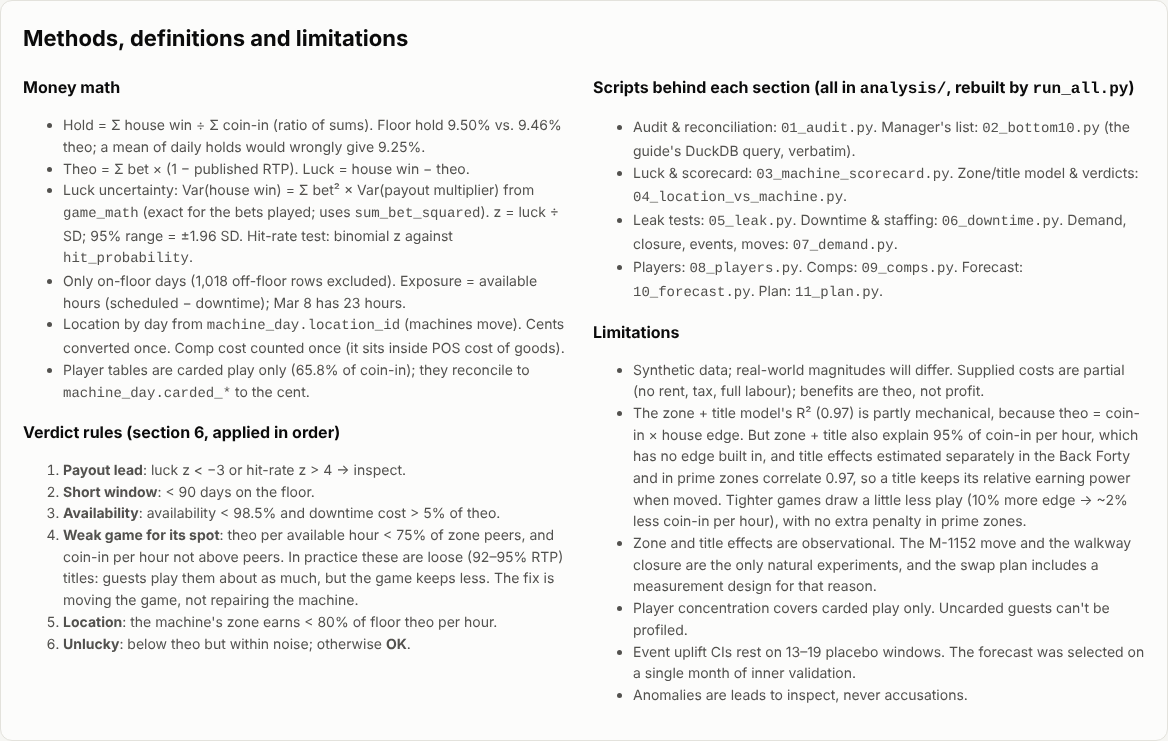 Methods, definitions and limitations
Money math
• Hold = Σ house win ÷ Σ coin-in (ratio of sums). Floor hold 9.50% vs. 9.46%
theo; a mean of daily holds would wrongly give 9.25%.
• Theo = Σ bet × (1 − published RTP). Luck = house win − theo.
• Luck uncertainty: Var(house win) = Σ bet² × Var(payout multiplier) from
game_math (exact for the bets played; uses sum_bet_squared). z = luck ÷
SD; 95% range = ±1.96 SD. Hit-rate test: binomial z against
hit_probability.
• Only on-floor days (1,018 off-floor rows excluded). Exposure = available
hours (scheduled − downtime); Mar 8 has 23 hours.
• Location by day from machine_day.location_id (machines move). Cents
converted once. Comp cost counted once (it sits inside POS cost of goods).
• Player tables are carded play only (65.8% of coin-in); they reconcile to
machine_day.carded_* to the cent.
Verdict rules (section 6, applied in order)
1. Payout lead: luck z < −3 or hit-rate z > 4 → inspect.
2. Short window: < 90 days on the floor.
3. Availability: availability < 98.5% and downtime cost > 5% of theo.
4. Weak game for its spot: theo per available hour < 75% of zone peers, and
coin-in per hour not above peers. In practice these are loose (92–95% RTP)
titles: guests play them about as much, but the game keeps less. The fix is
moving the game, not repairing the machine.
5. Location: the machine's zone earns < 80% of floor theo per hour.
6. Unlucky: below theo but within noise; otherwise OK.
Scripts behind each section (all in analysis/, rebuilt by run_all.py)
• Audit & reconciliation: 01_audit.py. Manager's list: 02_bottom10.py (the
guide's DuckDB query, verbatim).
• Luck & scorecard: 03_machine_scorecard.py. Zone/title model & verdicts:
04_location_vs_machine.py.
• Leak tests: 05_leak.py. Downtime & staffing: 06_downtime.py. Demand,
closure, events, moves: 07_demand.py.
• Players: 08_players.py. Comps: 09_comps.py. Forecast:
10_forecast.py. Plan: 11_plan.py.
Limitations
• Synthetic data; real-world magnitudes will differ. Supplied costs are partial
(no rent, tax, full labour); benefits are theo, not profit.
• The zone + title model's R² (0.97) is partly mechanical, because theo = coin-
in × house edge. But zone + title also explain 95% of coin-in per hour, which
has no edge built in, and title effects estimated separately in the Back Forty
and in prime zones correlate 0.97, so a title keeps its relative earning power
when moved. Tighter games draw a little less play (10% more edge → ~2%
less coin-in per hour), with no extra penalty in prime zones.
• Zone and title effects are observational. The M-1152 move and the walkway
closure are the only natural experiments, and the swap plan includes a
measurement design for that reason.
• Player concentration covers carded play only. Uncarded guests can't be
profiled.
• Event uplift CIs rest on 13–19 placebo windows. The forecast was selected on
a single month of inner validation.
• Anomalies are leads to inspect, never accusations.